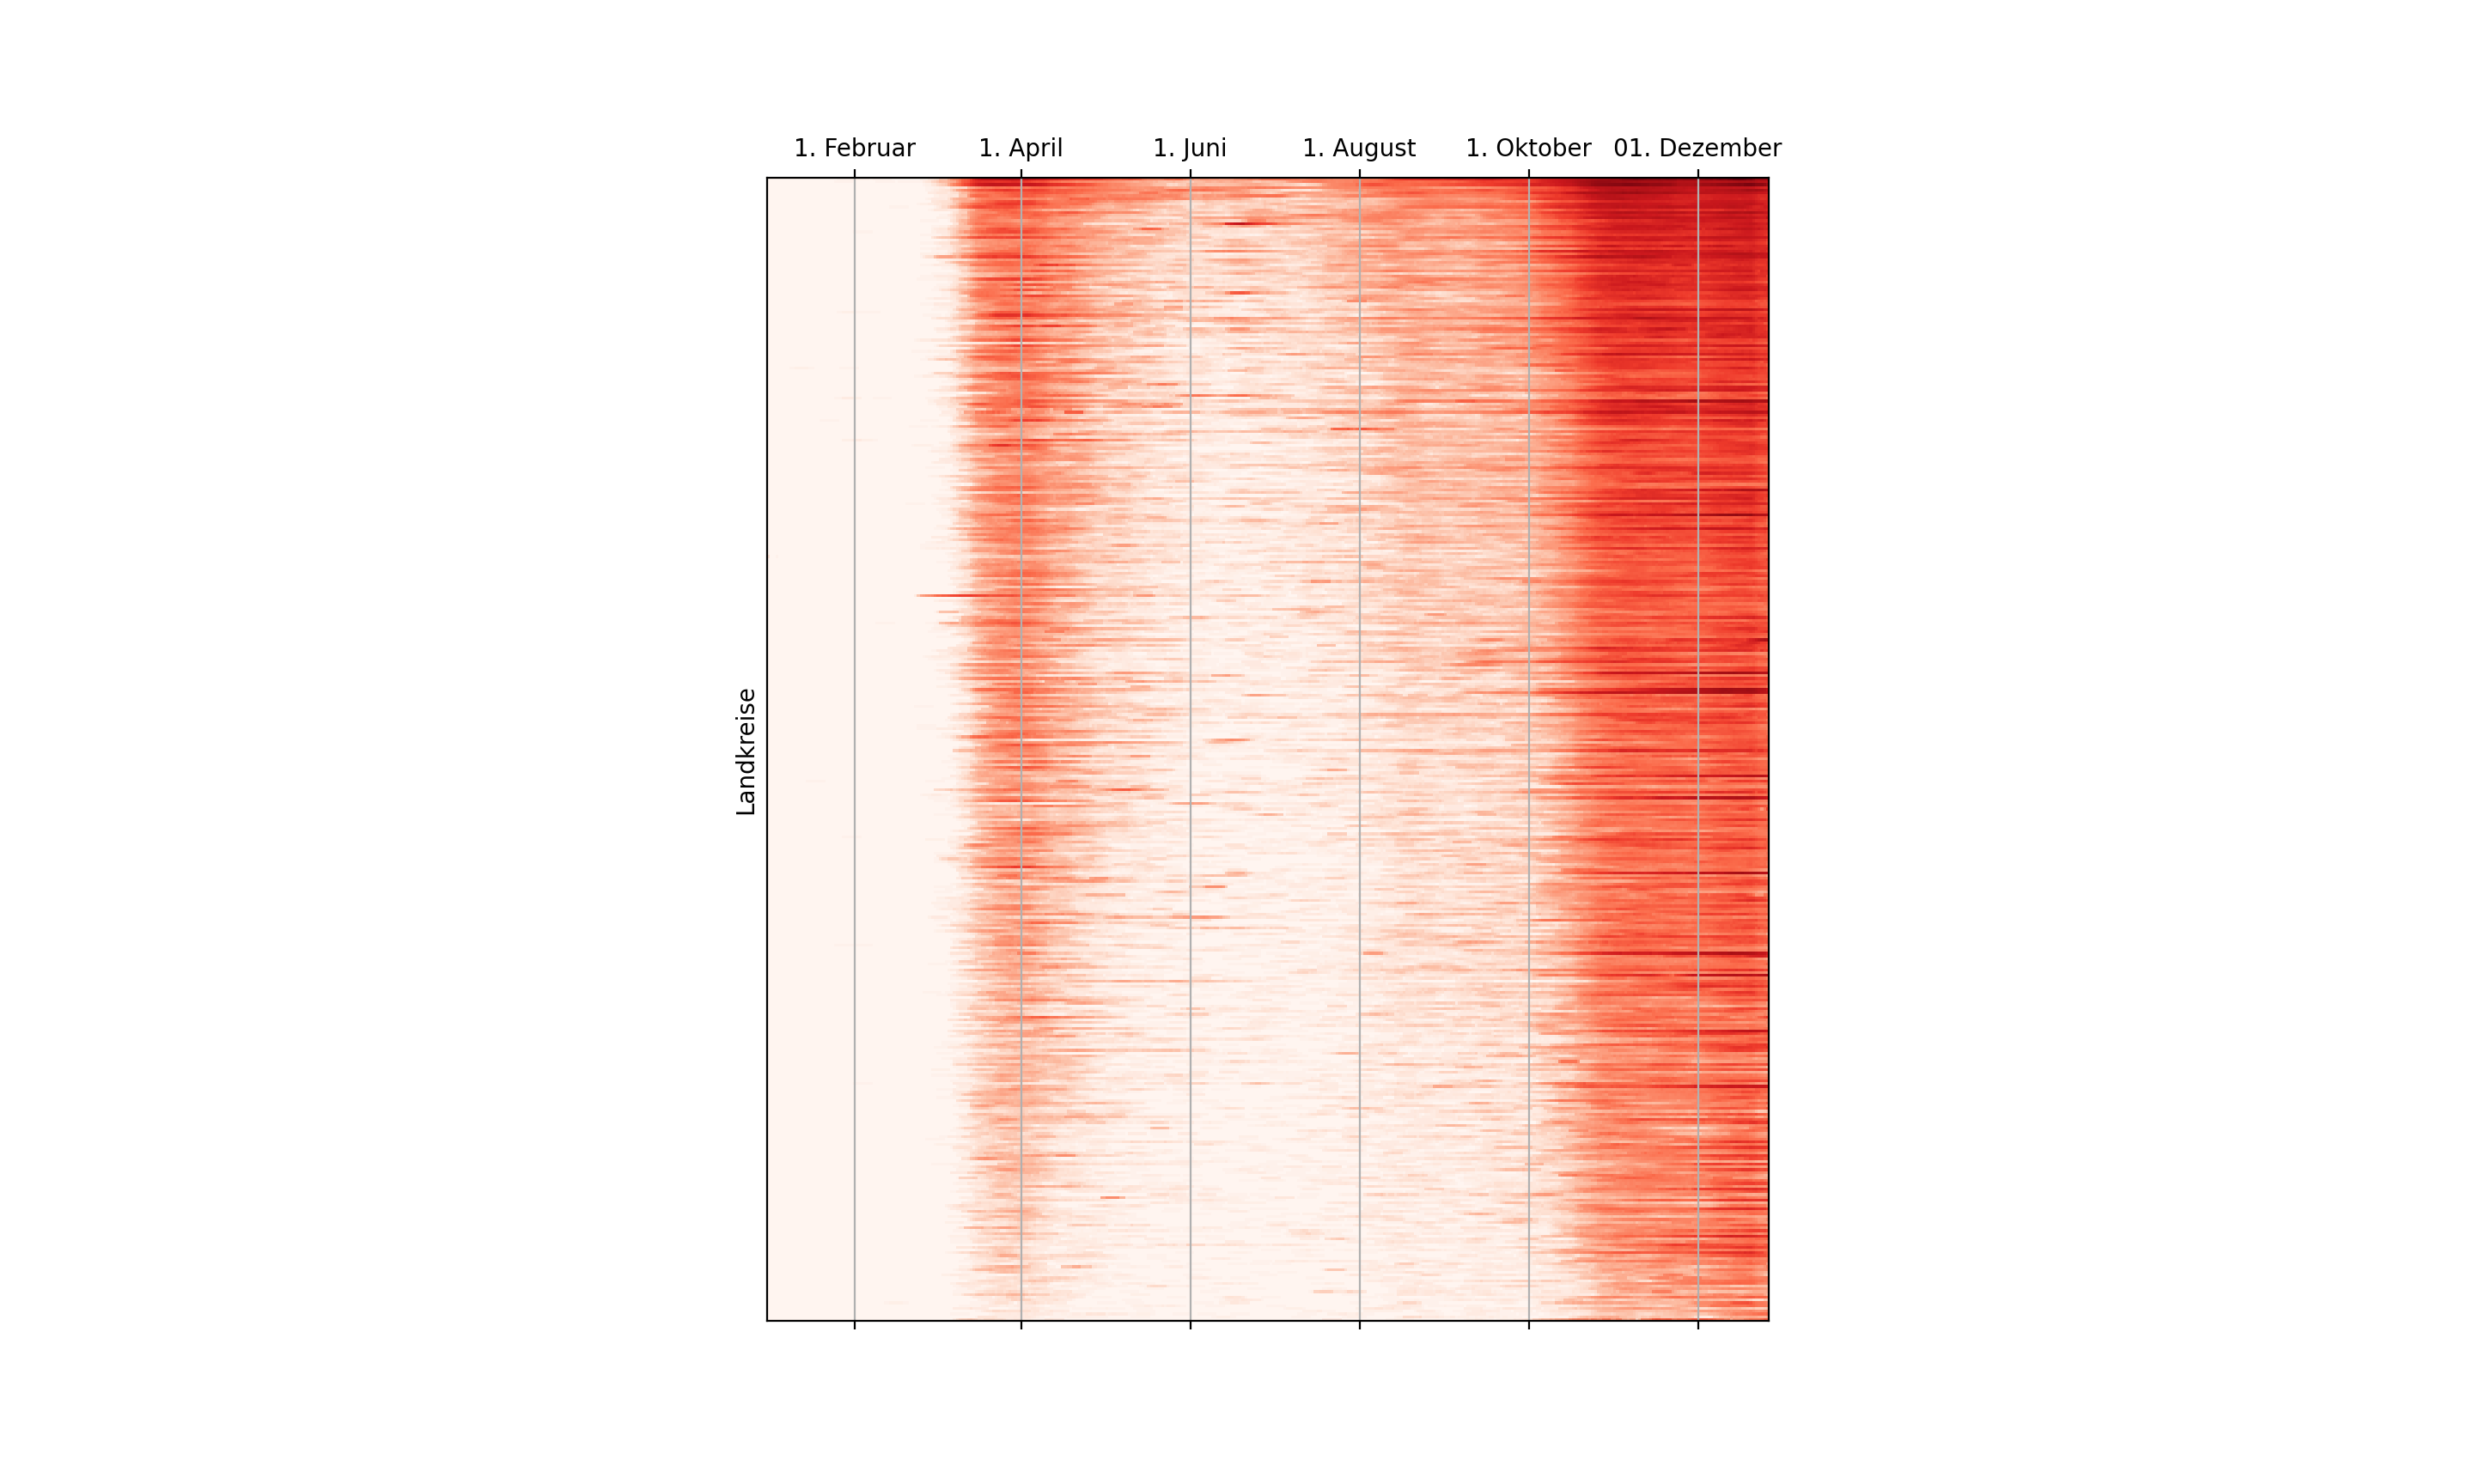 1. Februar
1. April
1. Juni
1. August
1. Oktober
01. Dezember
Landkreise